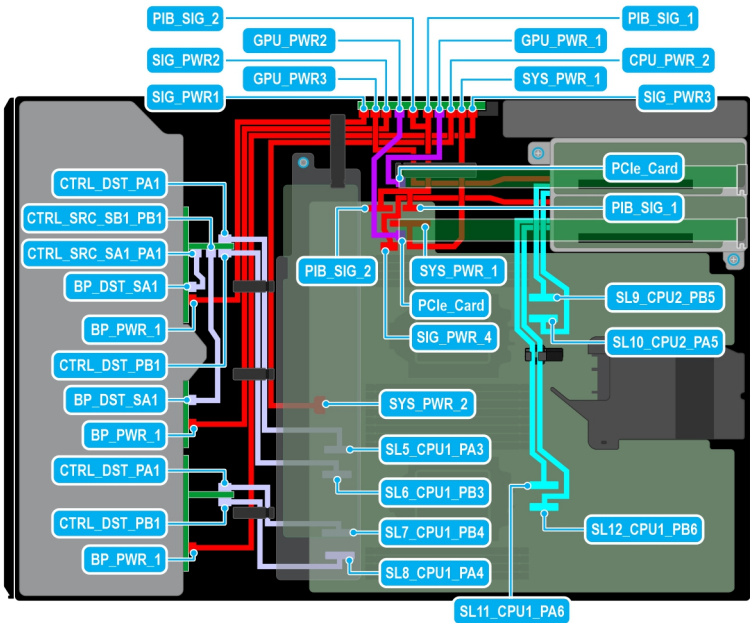 PIB_SIG_2
PIB_SIG_1
GPU_PWR2
GPU_PWR_1
SIG_PWR2
CPU_PWR_2
GPU_PWR3
SYS_PWR_1
SIG_PWR1
SIG_PWR3
PCIe_Card
CTRL_DST_PA1
PIB_SIG_1
CTRL_SRC_SB1_PB1
CTRL_SRC_SA1_PA1
PIB_SIG_2
SYS_PWR_1
BP_DST_SA1
PCIe_Card
SL9_CPU2_PB5
BP_PWR_1
SIG_PWR_4
SL10_CPU2_PA5
CTRL_DST_PB1
BP_DST_SA1
SYS_PWR_2
BP_PWR_1
SL5_CPU1_PA3
CTRL_DST_PA1
SL6_CPU1_PB3
CTRL_DST_PB1
SL7_CPU1_PB4
SL12_CPU1_PB6
BP_PWR_1
SL8_CPU1_PA4
SL11_CPU1_PA6